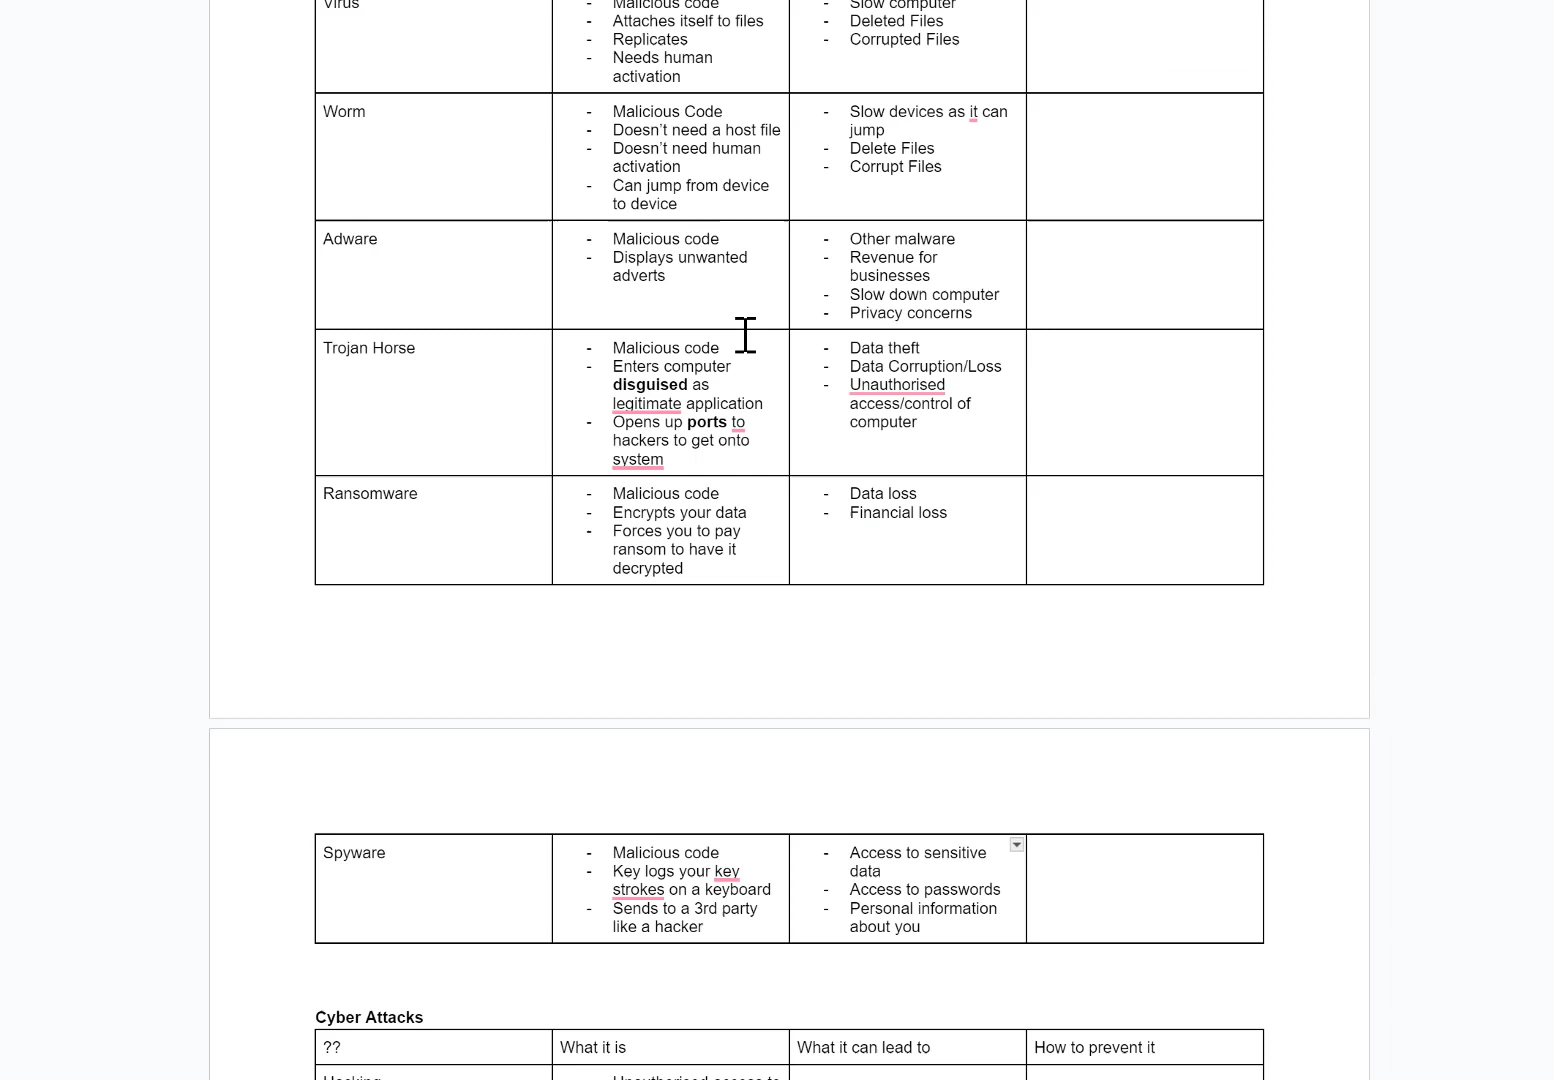 Virus
- Malicious code
- Attaches itself to files
- Replicates
- Needs human
activation
- Slow computer
- Deleted Files
- Corrupted Files
Worm
- Malicious Code
- Doesn't need a host file
- Doesn't need human
activation
- Can jump from device
to device
- Slow devices as it can
jump
- Delete Files
- Corrupt Files
Adware
- Malicious code
- Displays unwanted
adverts
- Other malware
- Revenue for
businesses
- Slow down computer
- Privacy concerns
Trojan Horse
- Malicious code
- Enters computer
disguised as
legitimate application
- Opens up ports to
hackers to get onto
system
- Data theft
- Data Corruption/Loss
- Unauthorised
access/control of
computer
Ransomware
- Malicious code
- Encrypts your data
- Forces you to pay
ransom to have it
decrypted
- Data loss
- Financial loss
Spyware
- Malicious code
- Key logs your key
strokes on a keyboard
- Sends to a 3rd party
like a hacker
- Access to sensitive
data
- Access to passwords
- Personal information
about you
Cyber Attacks
??
What it is
What it can lead to
How to prevent it
Hacking
Unauthorised access to